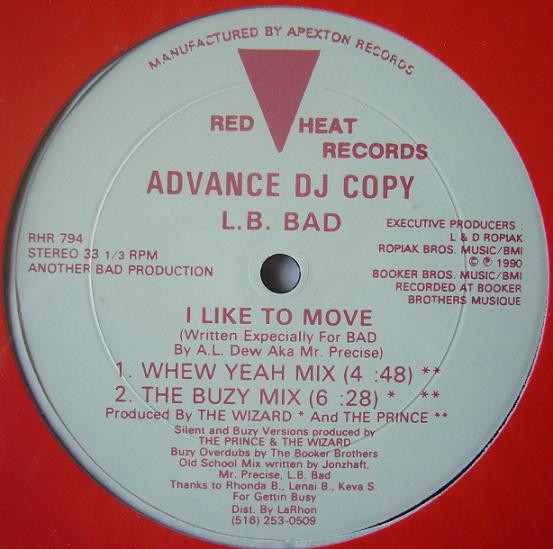 MANUFACTURED BY APEXTON RECORDS
RED HEAT
RECORDS
ADVANCE DJ COPY
L.B. BAD
RHR 794
STEREO 33 1/3 RPM
ANOTHER BAD PRODUCTION
EXECUTIVE PRODUCERS :
L & D ROPIAK
ROPIAK BROS. MUSIC/BMI
© ℗ 1990
BOOKER BROS. MUSIC/BMI
RECORDED AT BOOKER
BROTHERS MUSIQUE
I LIKE TO MOVE
(Written Expecially For BAD
By A.L. Dew Aka Mr. Precise)
1. WHEW YEAH MIX (4 :48) **
2. THE BUZY MIX (6 :28) * **
Produced By THE WIZARD * And THE PRINCE **
Silent and Buzy Versions produced by
THE PRINCE & THE WIZARD
Buzy Overdubs by The Booker Brothers
Old School Mix written by Jonzhaft,
Mr. Precise, L.B. Bad
Thanks to Rhonda B., Lenai B., Keva S.
For Gettin Busy
Dist. By LaRhon
(516) 253-0509